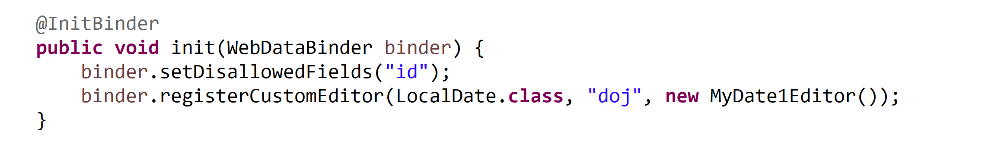 @InitBinder
public void init(WebDataBinder binder) {
    binder.setDisallowedFields("id");
    binder.registerCustomEditor(LocalDate.class, "doj", new MyDate1Editor());
}